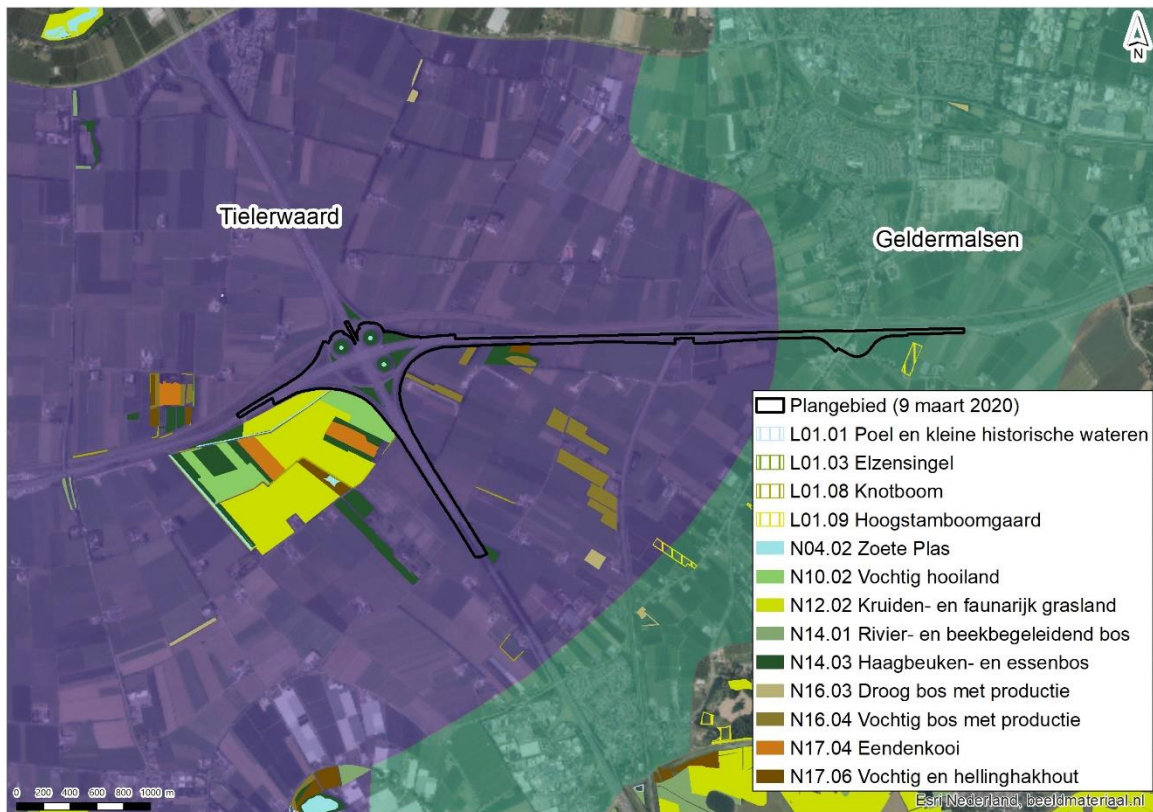 N
Tielerwaard
Geldermalsen
Plangebied (9 maart 2020)
L01.01 Poel en kleine historische wateren
L01.03 Elzensingel
L01.08 Knotboom
L01.09 Hoogstamboomgaard
N04.02 Zoete Plas
N10.02 Vochtig hooiland
N12.02 Kruiden- en faunarijk grasland
N14.01 Rivier- en beekbegeleidend bos
N14.03 Haagbeuken- en essenbos
N16.03 Droog bos met productie
N16.04 Vochtig bos met productie
N17.04 Eendenkooi
N17.06 Vochtig en hellinghakhout
0 200 400 600 800 1000 m
Esri Nederland, beeldmateriaal.nl